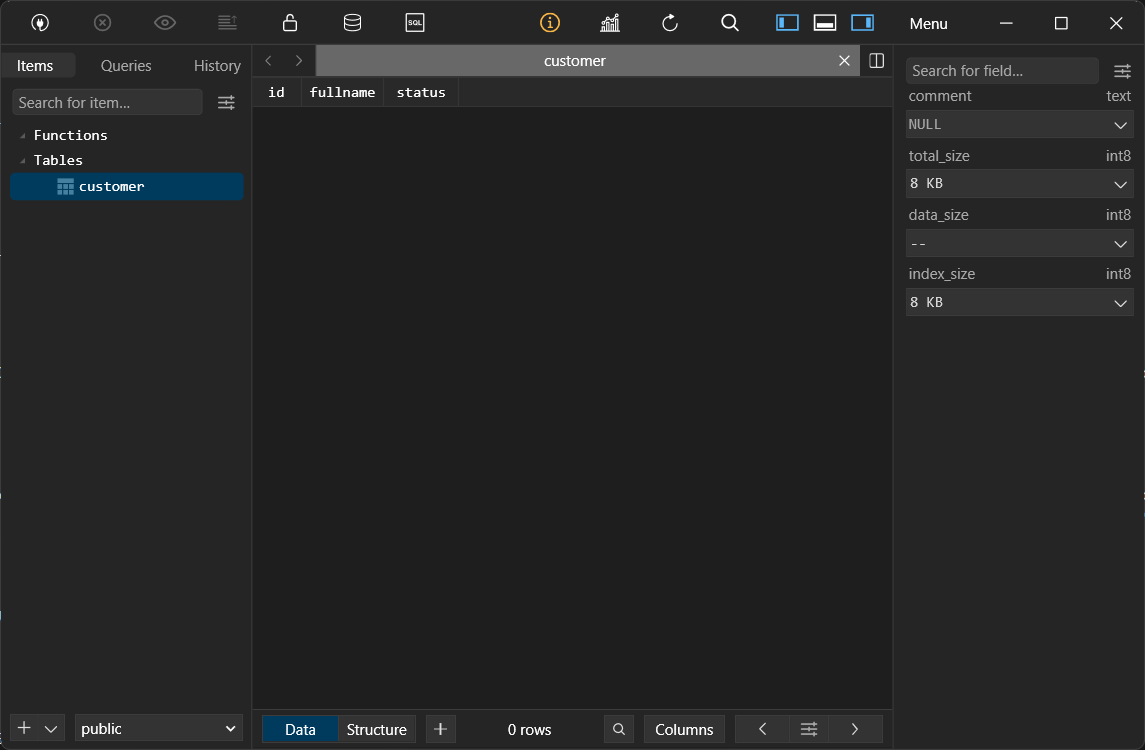 SQL
Menu
Items
Queries
History
customer
Search for field...
Search for item...
id
fullname
status
comment
text
Functions
NULL
Tables
total_size
int8
customer
8 KB
data_size
int8
--
index_size
int8
8 KB
public
Data
Structure
0 rows
Columns